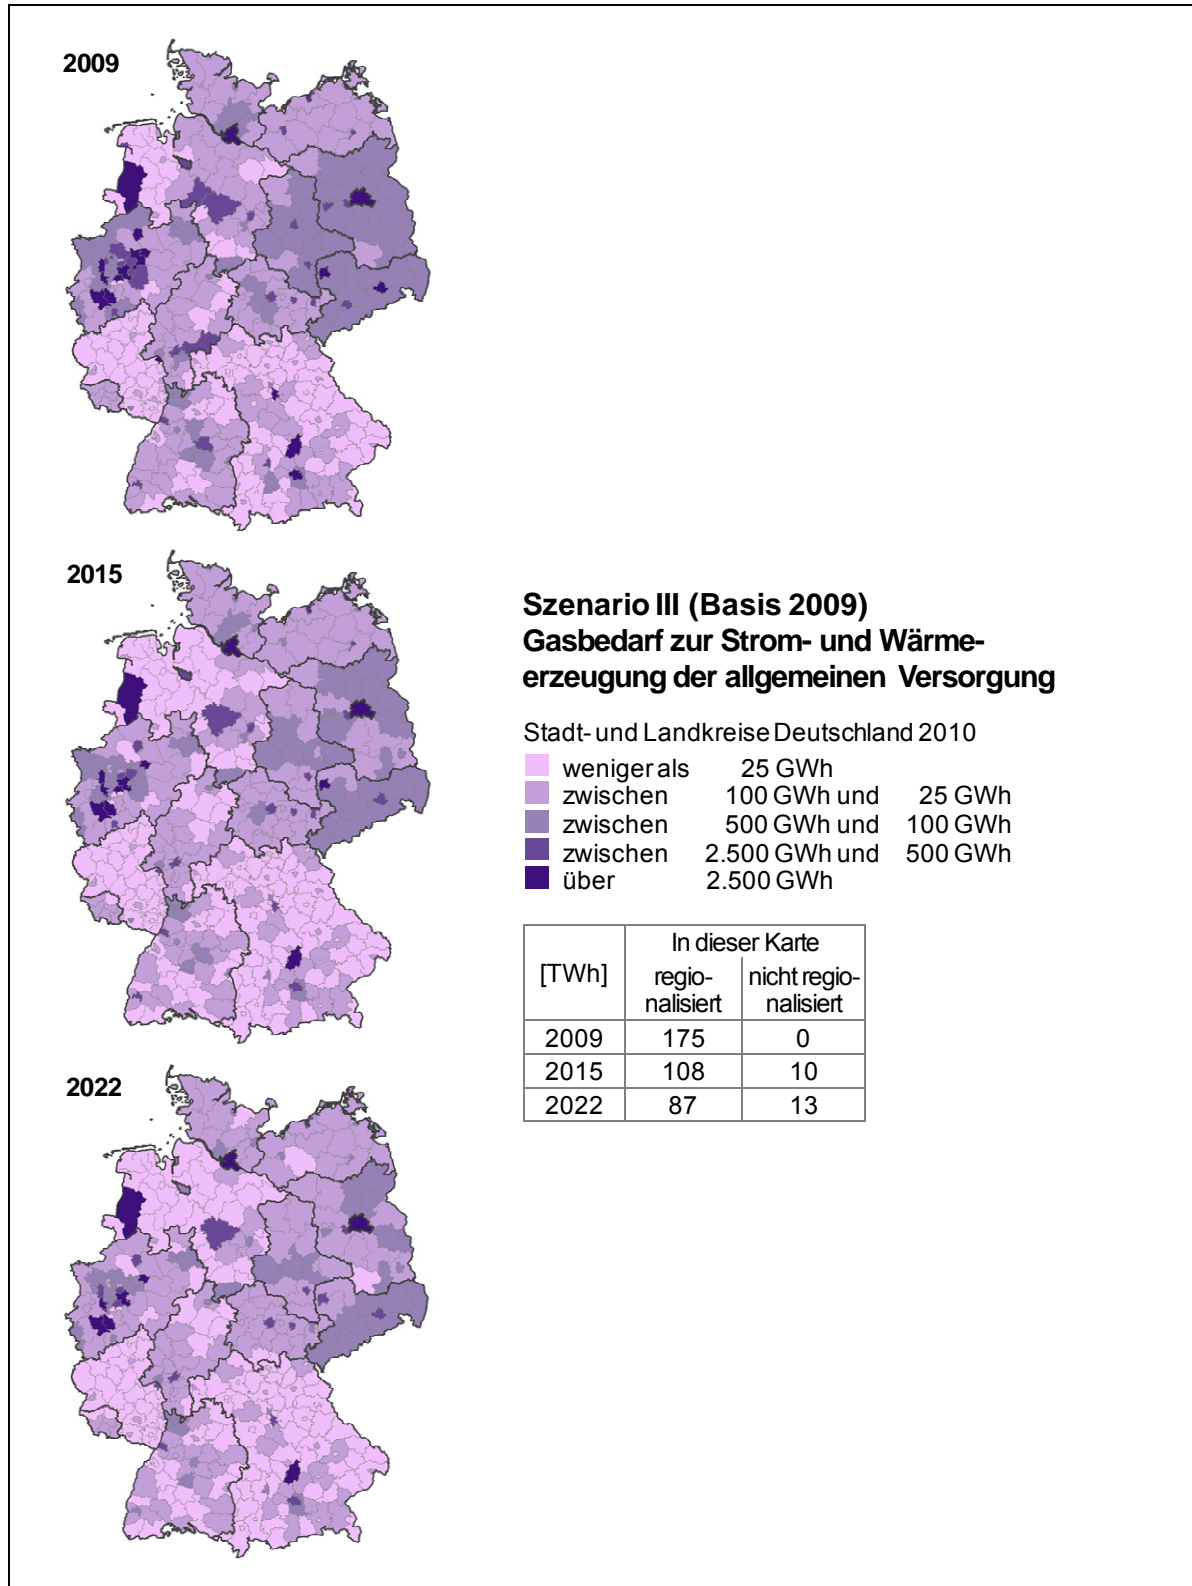 2009
2015
Szenario III (Basis 2009)
Gasbedarf zur Strom- und Wärme-
erzeugung der allgemeinen Versorgung
Stadt- und Landkreise Deutschland 2010
weniger als 25 GWh
zwischen 100 GWh und 25 GWh
zwischen 500 GWh und 100 GWh
zwischen 2.500 GWh und 500 GWh
über 2.500 GWh
[TWh] In dieser Karte
regio- nicht regio-
nalisiert nalisiert
2009 175 0
2015 108 10
2022 87 13
2022